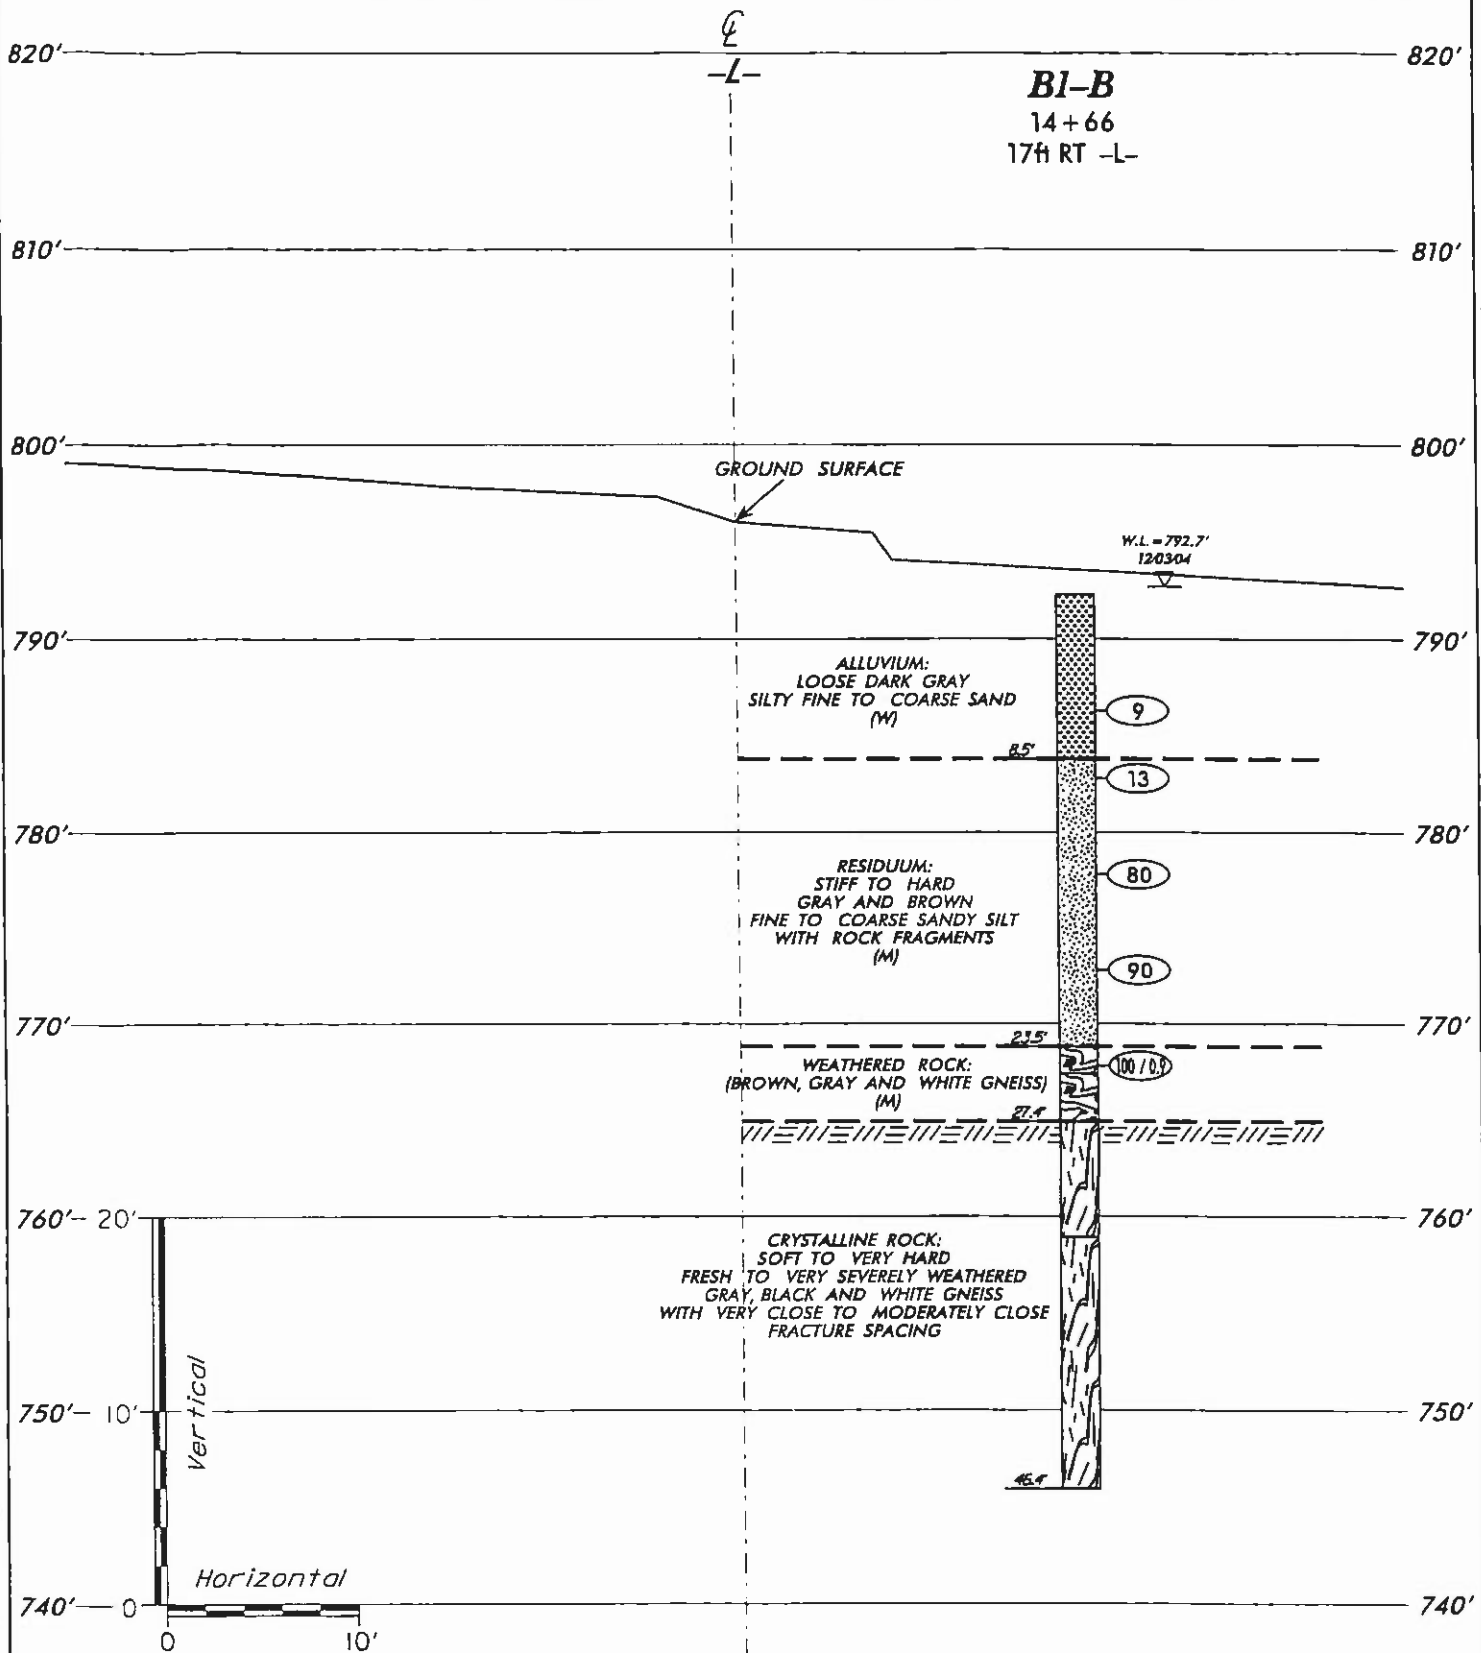 ℄
820'
820'
-L-
B1-B
14+66
17ft RT -L-
810'
810'
800'
800'
GROUND SURFACE
W.L.=792.7'
12/03/04
790'
790'
ALLUVIUM:
LOOSE DARK GRAY
SILTY FINE TO COARSE SAND
(W)
9
8.5'
13
780'
780'
RESIDUUM:
STIFF TO HARD
GRAY AND BROWN
FINE TO COARSE SANDY SILT
WITH ROCK FRAGMENTS
(M)
80
90
770'
770'
23.5'
WEATHERED ROCK:
(BROWN, GRAY AND WHITE GNEISS)
(M)
100 / 0.9
27.4'
760'
20'
760'
CRYSTALLINE ROCK:
SOFT TO VERY HARD
FRESH TO VERY SEVERELY WEATHERED
GRAY, BLACK AND WHITE GNEISS
WITH VERY CLOSE TO MODERATELY CLOSE
FRACTURE SPACING
Vertical
750'
10'
750'
46.4'
Horizontal
740'
0
740'
0
10'